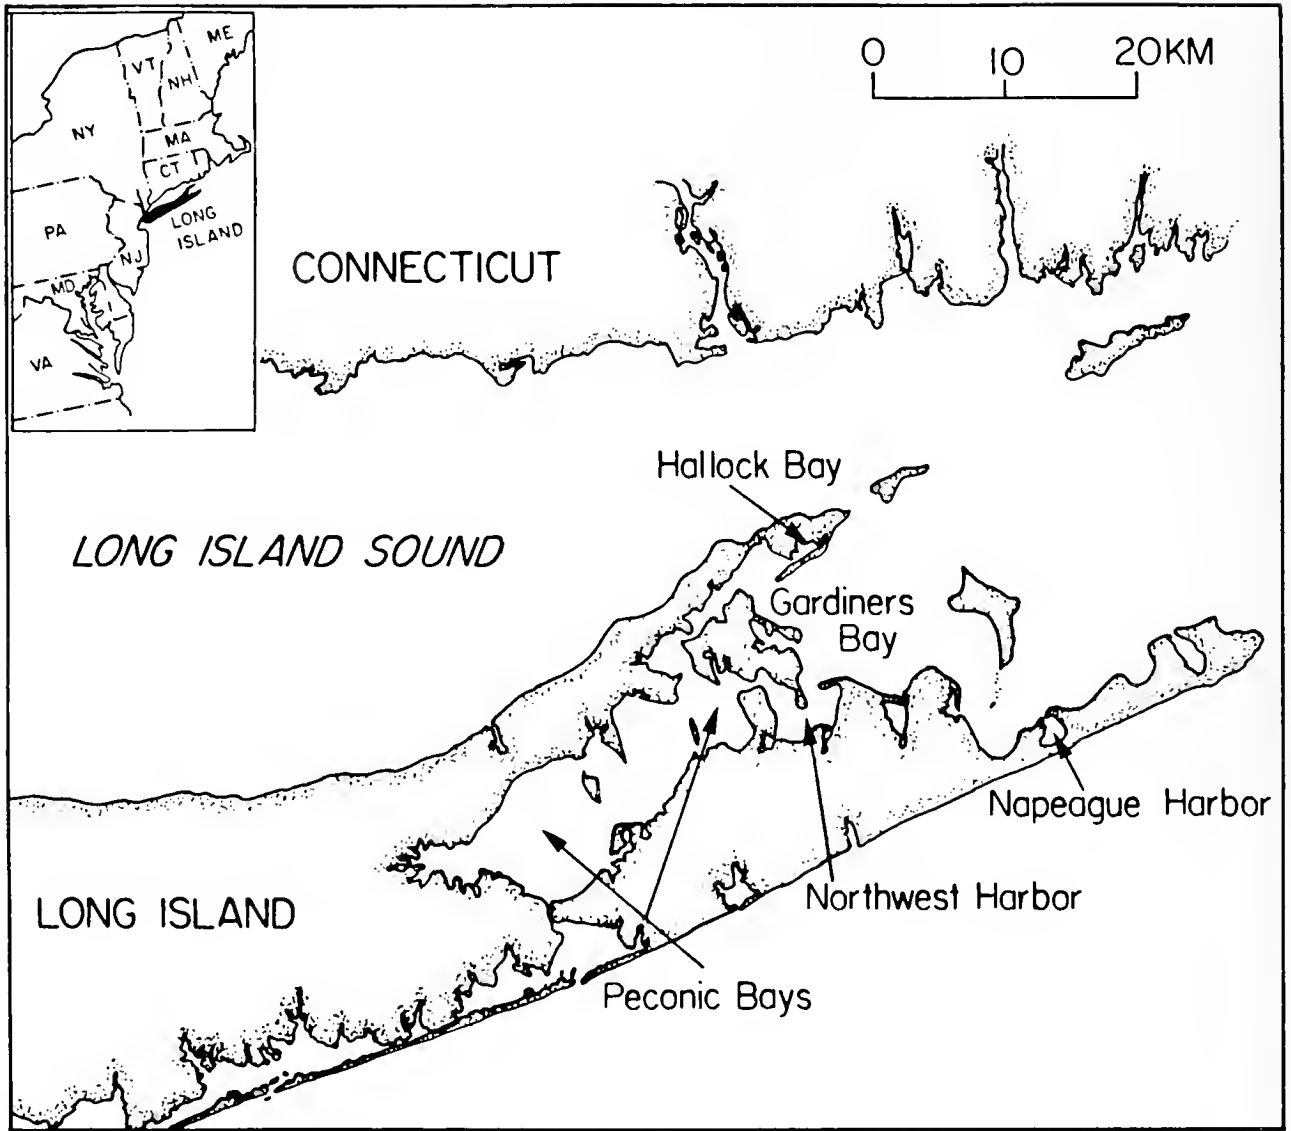 ME
VT
NH
NY
MA
CT
LONG
ISLAND
PA
NJ
MD
VA
0
10
20KM
CONNECTICUT
Hallock Bay
LONG ISLAND SOUND
Gardiners
Bay
Napeague Harbor
Northwest Harbor
LONG ISLAND
Peconic Bays